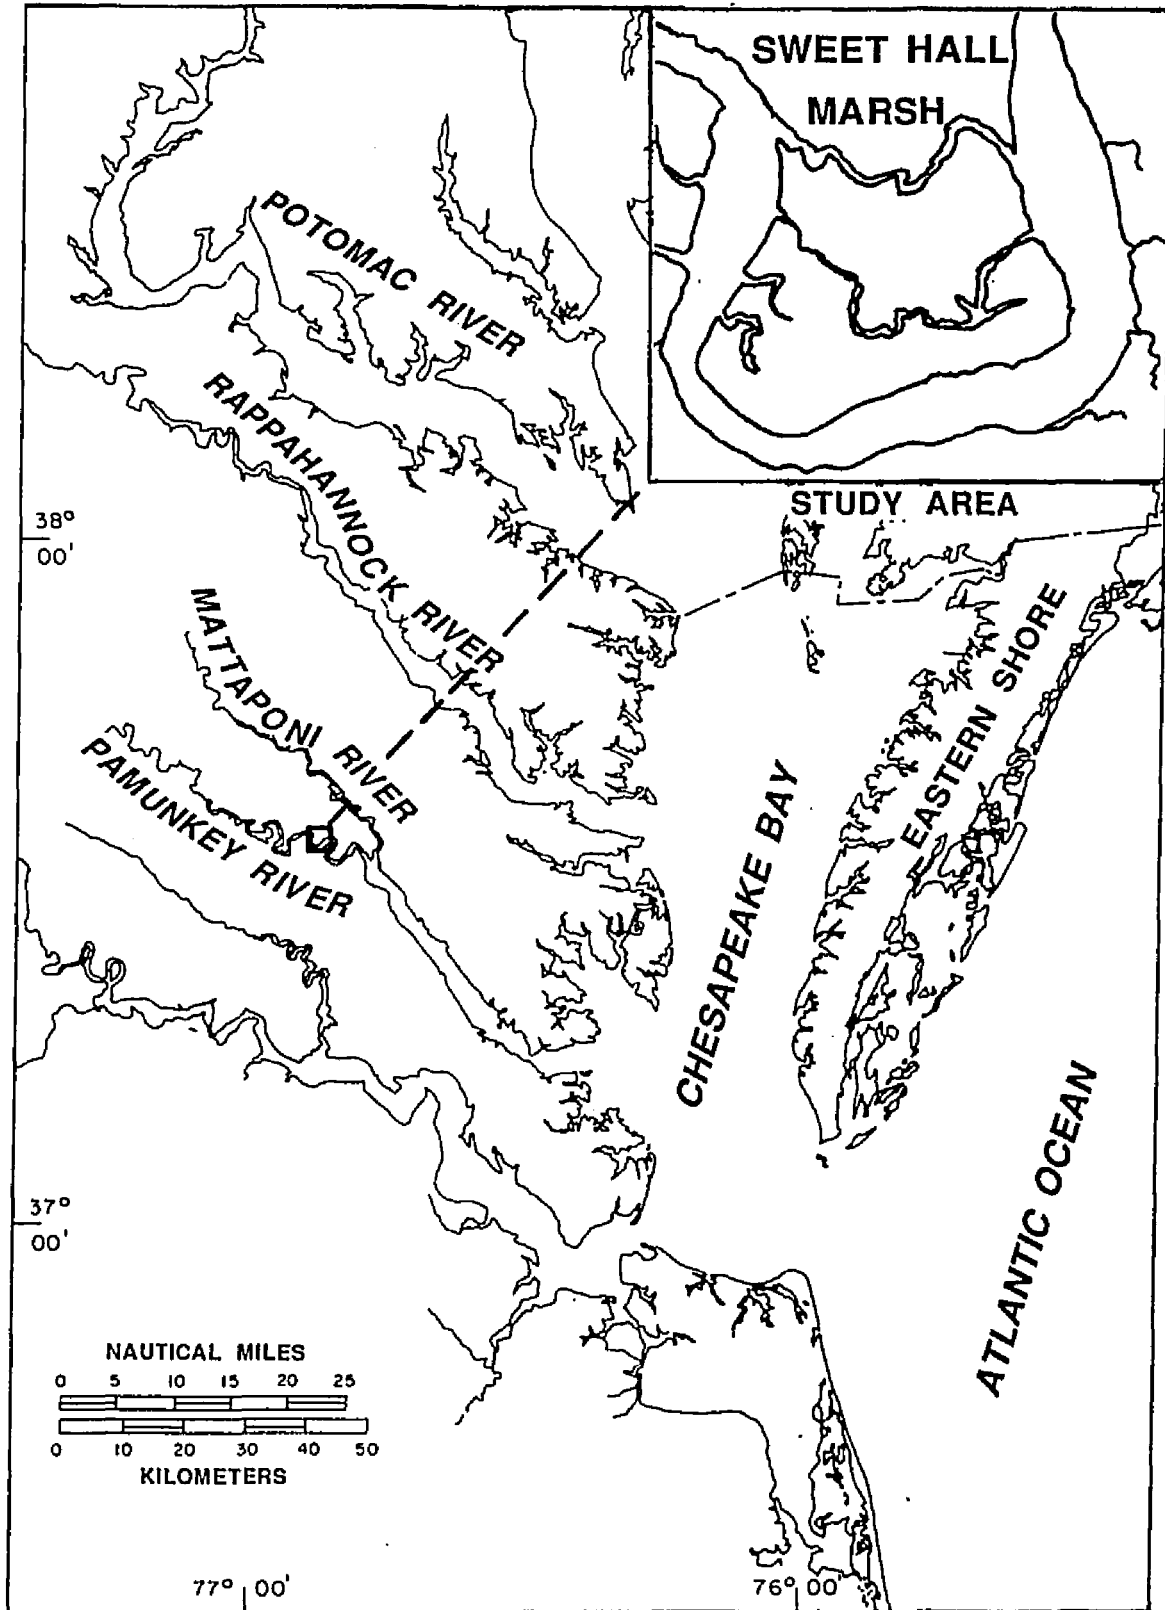 SWEET HALL
MARSH
STUDY AREA
POTOMAC RIVER
RAPPAHANNOCK RIVER
MATTAPONI RIVER
PAMUNKEY RIVER
CHESAPEAKE BAY
EASTERN SHORE
ATLANTIC OCEAN
38°
00'
37°
00'
NAUTICAL MILES
0 5 10 15 20 25
0 10 20 30 40 50
KILOMETERS
77° 00'
76° 00'